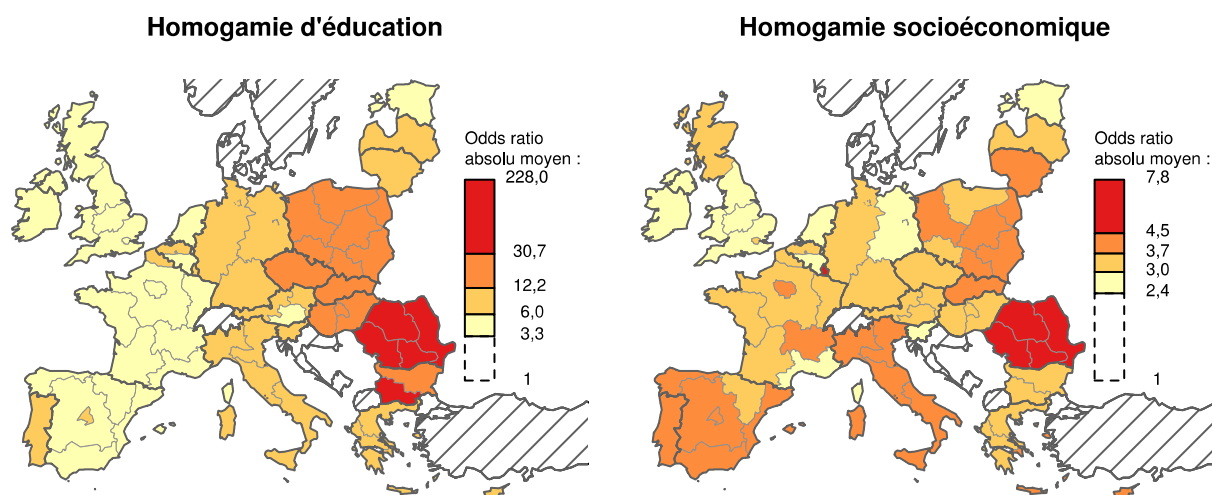 Homogamie d'éducation
Odds ratio
absolu moyen :
228,0
30,7
12,2
6,0
3,3
1
Homogamie socioéconomique
Odds ratio
absolu moyen :
7,8
4,5
3,7
3,0
2,4
1